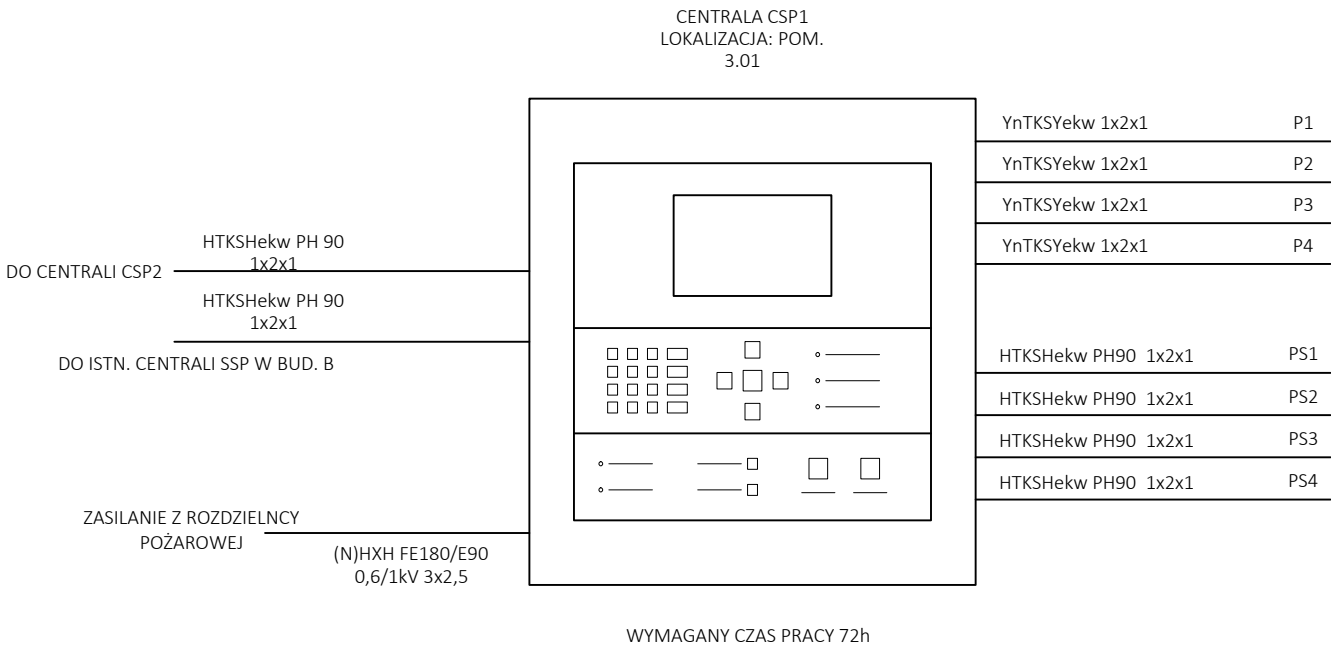 CENTRALA CSP1
LOKALIZACJA: POM.
3.01
YnTKSYekw 1x2x1 P1
YnTKSYekw 1x2x1 P2
YnTKSYekw 1x2x1 P3
YnTKSYekw 1x2x1 P4
HTKSHekw PH 90
1x2x1
DO CENTRALI CSP2
HTKSHekw PH 90
1x2x1
DO ISTN. CENTRALI SSP W BUD. B
HTKSHekw PH90 1x2x1 PS1
HTKSHekw PH90 1x2x1 PS2
HTKSHekw PH90 1x2x1 PS3
HTKSHekw PH90 1x2x1 PS4
ZASILANIE Z ROZDZIELNCY
POŻAROWEJ
(N)HXH FE180/E90
0,6/1kV 3x2,5
WYMAGANY CZAS PRACY 72h